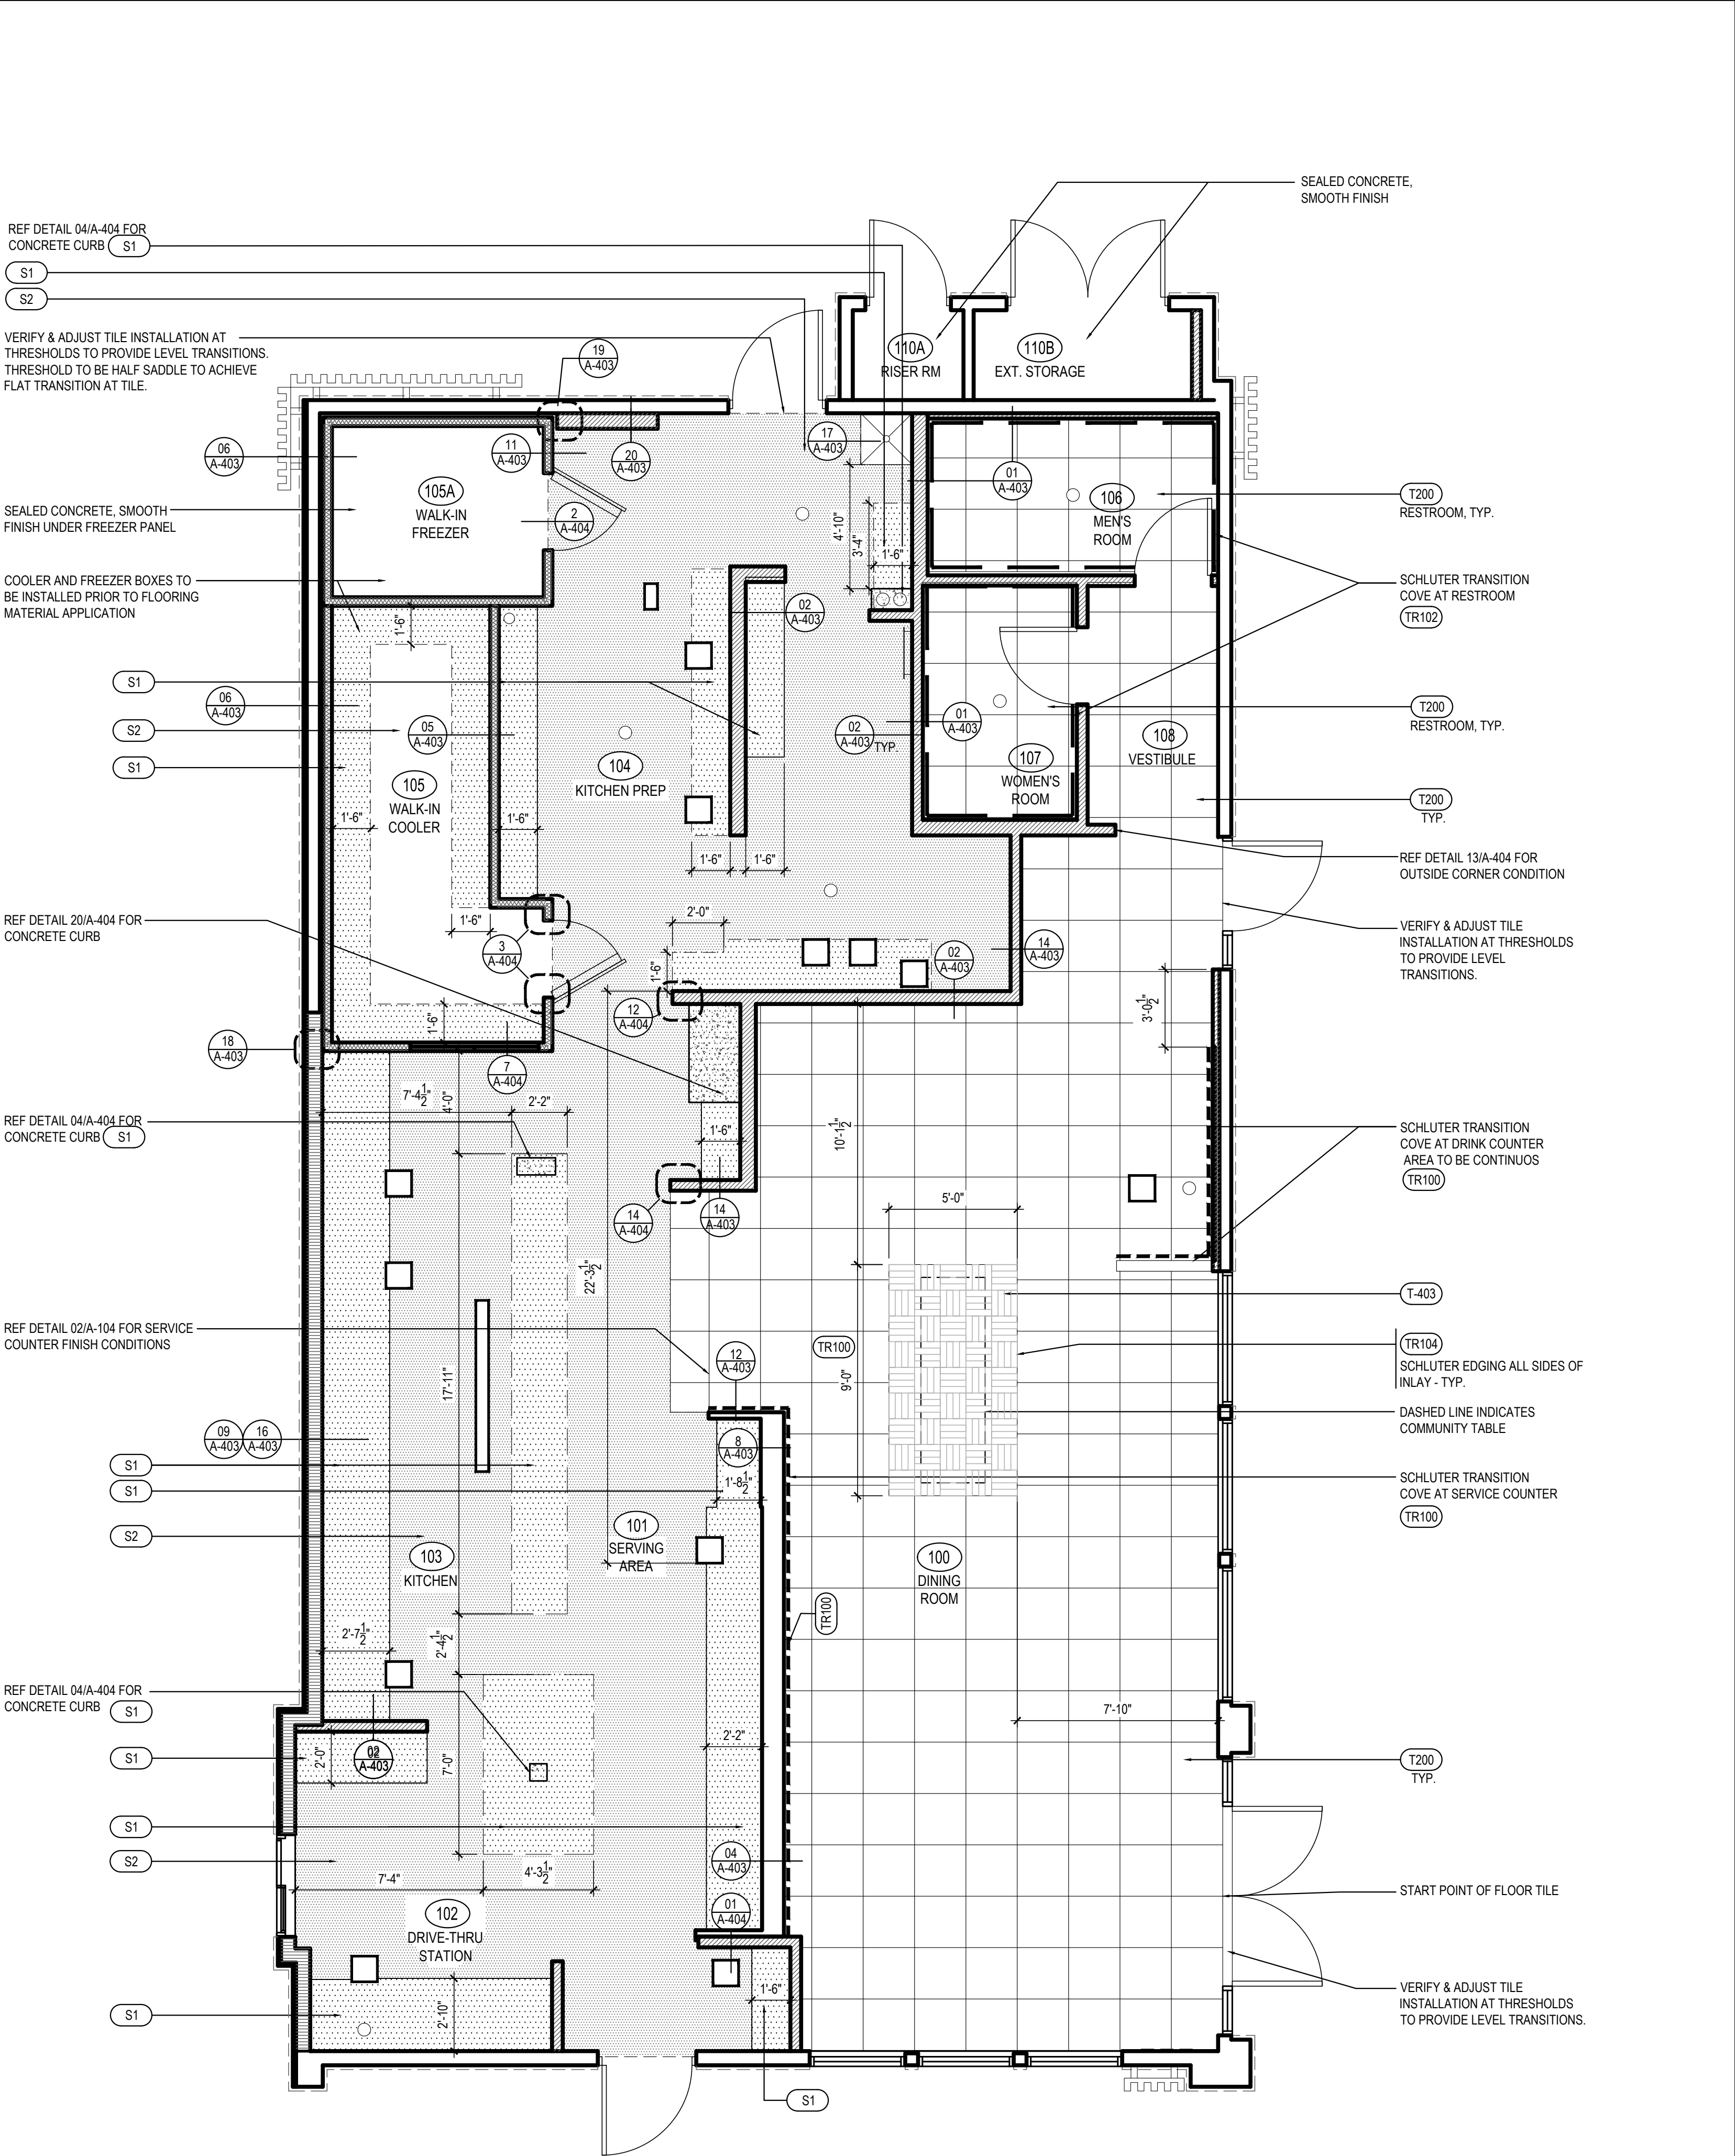 SEALED CONCRETE,
SMOOTH FINISH
REF DETAIL 04/A-404 FOR
CONCRETE CURB S1
S1
S2
VERIFY & ADJUST TILE INSTALLATION AT
THRESHOLDS TO PROVIDE LEVEL TRANSITIONS.
THRESHOLD TO BE HALF SADDLE TO ACHIEVE
FLAT TRANSITION AT TILE.
19
A-403
110A
RISER RM
110B
EXT. STORAGE
06
A-403
11
A-403
20
A-403
17
A-403
01
A-403
105A
WALK-IN
FREEZER
2
A-404
SEALED CONCRETE, SMOOTH
FINISH UNDER FREEZER PANEL
106
MEN'S
ROOM
T200
RESTROOM, TYP.
4'-10"
3'-4"
1'-6"
COOLER AND FREEZER BOXES TO
BE INSTALLED PRIOR TO FLOORING
MATERIAL APPLICATION
SCHLUTER TRANSITION
COVE AT RESTROOM
TR102
1'-6"
02
A-403
S1
06
A-403
S2
05
A-403
S1
02
A-403 TYP.
01
A-403
T200
RESTROOM, TYP.
104
KITCHEN PREP
105
WALK-IN
COOLER
107
WOMEN'S
ROOM
108
VESTIBULE
T200
TYP.
1'-6"
1'-6"
1'-6"
1'-6"
REF DETAIL 13/A-404 FOR
OUTSIDE CORNER CONDITION
REF DETAIL 20/A-404 FOR
CONCRETE CURB
1'-6"
2'-0"
3
A-404
1'-6"
02
A-403
14
A-403
VERIFY & ADJUST TILE
INSTALLATION AT THRESHOLDS
TO PROVIDE LEVEL
TRANSITIONS.
3'-0 1/2"
1'-6"
12
A-404
18
A-403
7
A-404
7'-4 1/2"
4'-0"
2'-2"
REF DETAIL 04/A-404 FOR
CONCRETE CURB S1
1'-6"
10'-1 1/2"
SCHLUTER TRANSITION
COVE AT DRINK COUNTER
AREA TO BE CONTINUOS
TR100
14
A-404
14
A-403
5'-0"
22'-3 1/2"
T-403
REF DETAIL 02/A-104 FOR SERVICE
COUNTER FINISH CONDITIONS
12
A-403
TR100
9'-0"
TR104
SCHLUTER EDGING ALL SIDES OF
INLAY - TYP.
17'-11"
DASHED LINE INDICATES
COMMUNITY TABLE
09
A-403
16
A-403
8
A-403
S1
S1
1'-8 1/2"
SCHLUTER TRANSITION
COVE AT SERVICE COUNTER
TR100
S2
101
SERVING
AREA
103
KITCHEN
100
DINING
ROOM
TR100
2'-7 1/2"
2'-4 1/2"
REF DETAIL 04/A-404 FOR
CONCRETE CURB S1
7'-10"
2'-2"
S1
2'-0"
02
A-403
7'-0"
T200
TYP.
S1
S2
04
A-403
7'-4"
4'-3 1/2"
START POINT OF FLOOR TILE
01
A-404
102
DRIVE-THRU
STATION
1'-6"
VERIFY & ADJUST TILE
INSTALLATION AT THRESHOLDS
TO PROVIDE LEVEL TRANSITIONS.
S1
2'-10"
S1